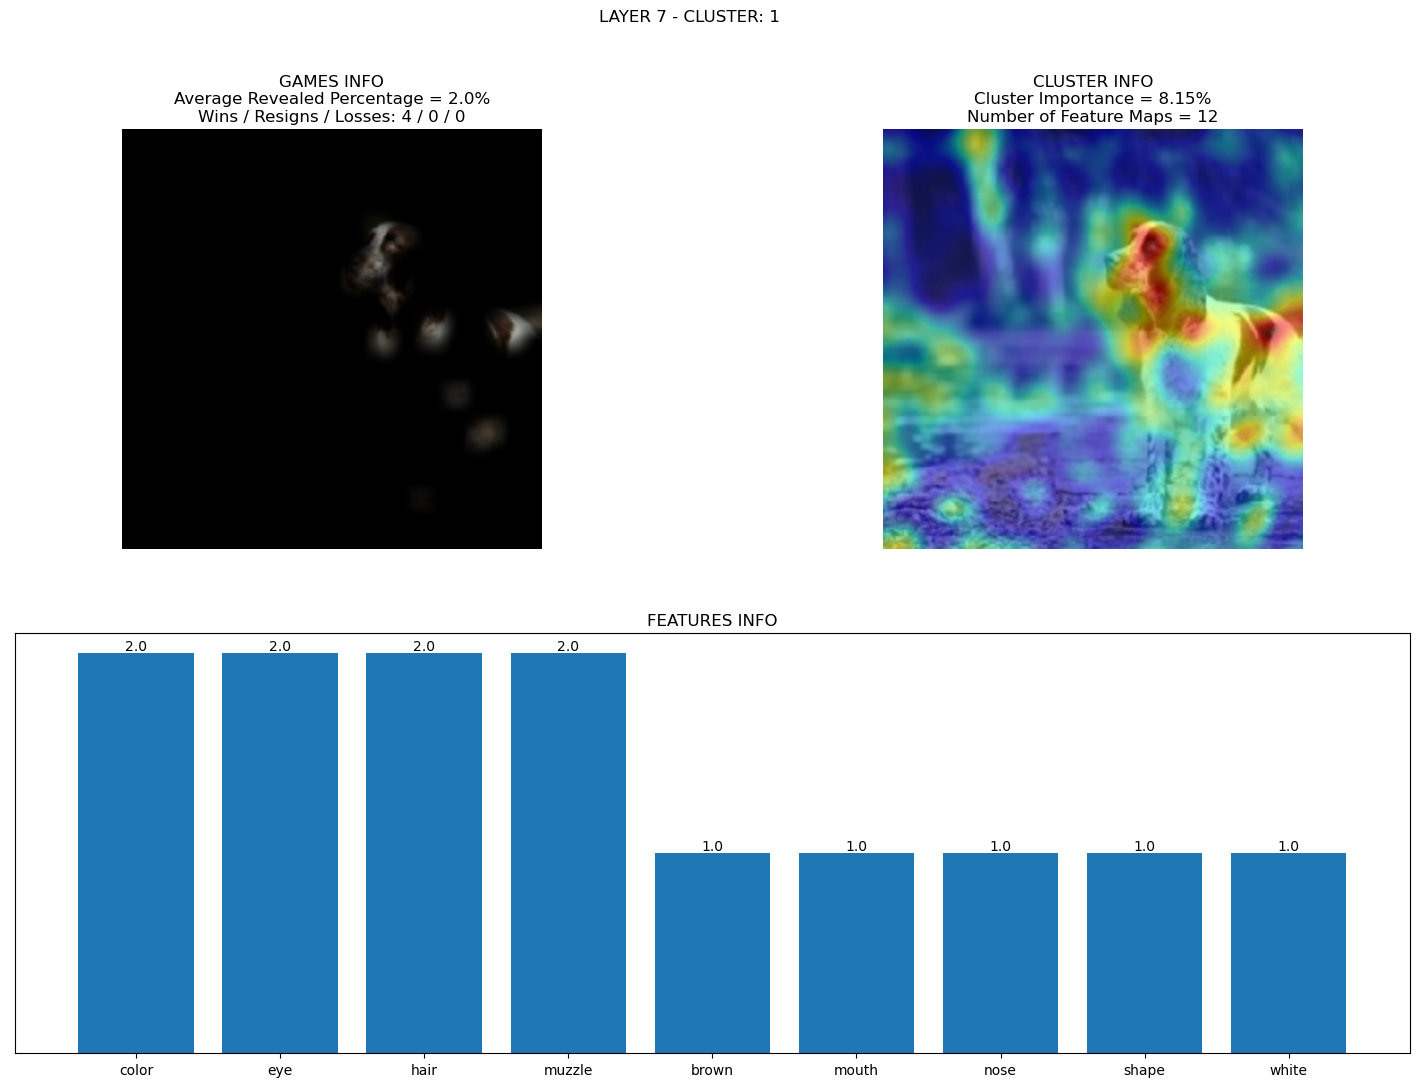 LAYER 7 - CLUSTER: 1
GAMES INFO
Average Revealed Percentage = 2.0%
Wins / Resigns / Losses: 4 / 0 / 0
CLUSTER INFO
Cluster Importance = 8.15%
Number of Feature Maps = 12
FEATURES INFO
2.0 2.0 2.0 2.0
1.0 1.0 1.0 1.0 1.0
color eye hair muzzle brown mouth nose shape white